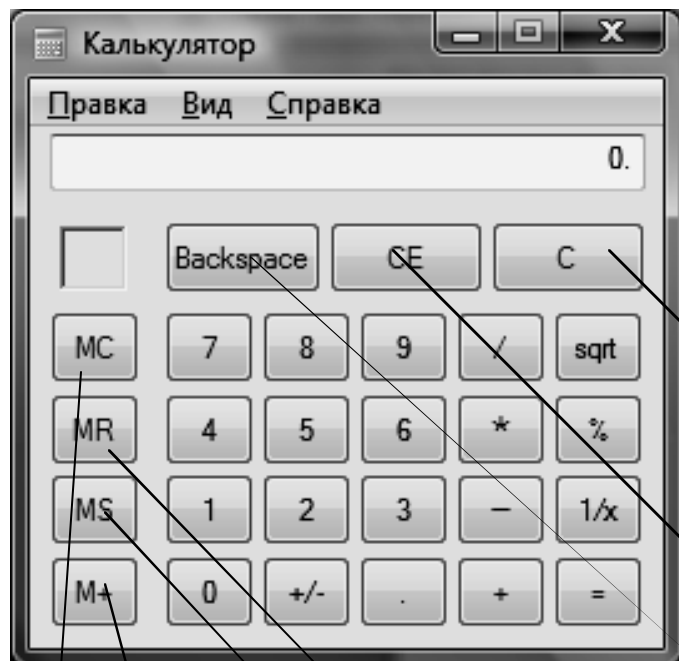 Калькулятор
Правка Вид Справка
0.
Backspace CE C
MC 7 8 9 / sqrt
MR 4 5 6 * %
MS 1 2 3 − 1/x
M+ 0 +/- . + =